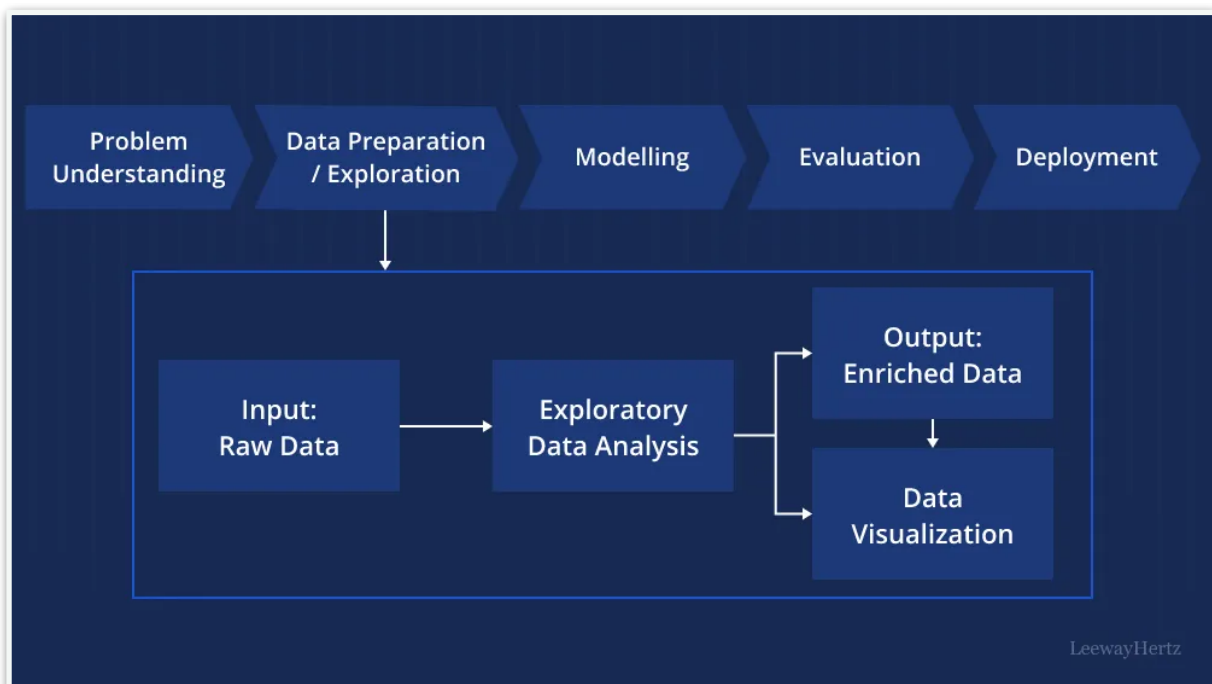 Problem
Understanding
Data Preparation
/ Exploration
Modelling
Evaluation
Deployment
Input:
Raw Data
Exploratory
Data Analysis
Output:
Enriched Data
Data
Visualization
LeewayHertz